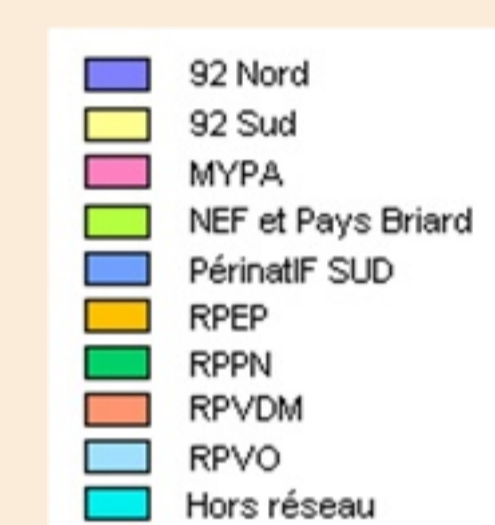 92 Nord
92 Sud
MYPA
NEF et Pays Briard
PérinatIF SUD
RPEP
RPPN
RPVDM
RPVO
Hors réseau